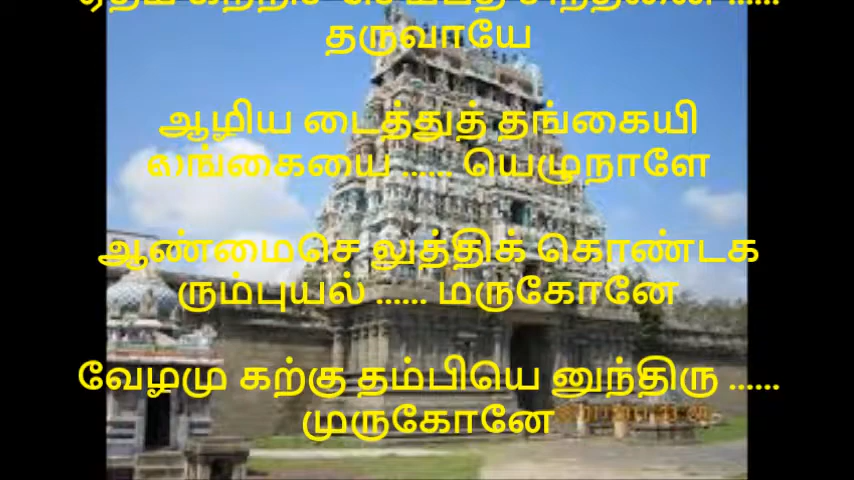 தருவாயே
ஆழிய டைத்துத் தங்கையி
லங்கையை ...... யெழுநாளே
ஆண்மைசெ லுத்திக் கொண்டக
ரும்புயல் ...... மருகோனே
வேழமு கற்கு தம்பியெ னுந்திரு ......
முருகோனே